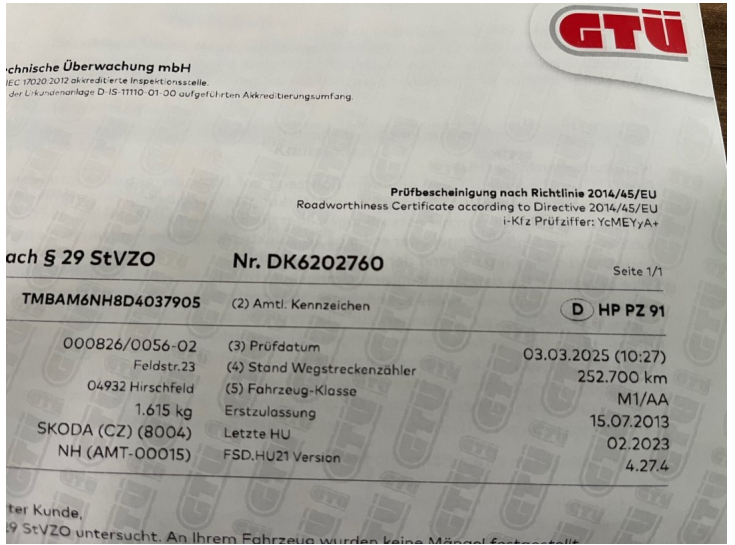 GTÜ
chnische Überwachung mbH
IEC 17020:2012 akkreditierte Inspektionsstelle.
der Urkundenanlage D-IS-11110-01-00 aufgeführten Akkreditierungsumfang.
Prüfbescheinigung nach Richtlinie 2014/45/EU
Roadworthiness Certificate according to Directive 2014/45/EU
i-Kfz Prüfziffer: YcMEYyA+
ach § 29 StVZO Nr. DK6202760 Seite 1/1
TMBAM6NH8D4037905 (2) Amtl. Kennzeichen D HP PZ 91
000826/0056-02 (3) Prüfdatum 03.03.2025 (10:27)
Feldstr.23 (4) Stand Wegstreckenzähler 252.700 km
04932 Hirschfeld (5) Fahrzeug-Klasse M1/AA
1.615 kg Erstzulassung 15.07.2013
SKODA (CZ) (8004) Letzte HU 02.2023
NH (AMT-00015) FSD.HU21 Version 4.27.4
ter Kunde,
29 StVZO untersucht. An Ihrem Fahrzeug wurden keine Mängel festgestellt